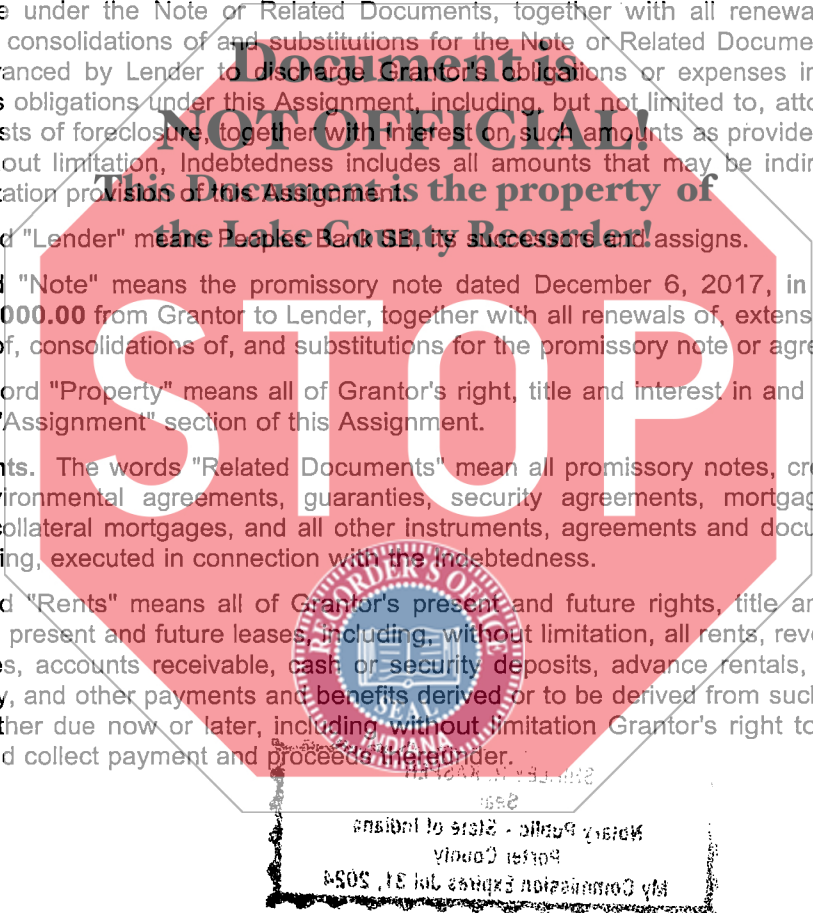 e under the Note or Related Documents, together with all renewa
consolidations of and substitutions for the Note or Related Docume
anced by Lender to discharge Grantor's obligations or expenses in
s obligations under this Assignment, including, but not limited to, atto
sts of foreclosure, together with interest on such amounts as provide
out limitation, Indebtedness includes all amounts that may be indir
ation provision of this Assignment.
d "Lender" means Peoples Bank SB, its successors and assigns.
d "Note" means the promissory note dated December 6, 2017, in
000.00 from Grantor to Lender, together with all renewals of, extens
of, consolidations of, and substitutions for the promissory note or agre
ord "Property" means all of Grantor's right, title and interest in and
"Assignment" section of this Assignment.
nts. The words "Related Documents" mean all promissory notes, cre
ironmental agreements, guaranties, security agreements, mortgag
collateral mortgages, and all other instruments, agreements and docu
ing, executed in connection with the Indebtedness.
d "Rents" means all of Grantor's present and future rights, title an
present and future leases, including, without limitation, all rents, reve
s, accounts receivable, cash or security deposits, advance rentals,
y, and other payments and benefits derived or to be derived from such
ther due now or later, including without limitation Grantor's right to
d collect payment and proceeds thereunder.
Document is
NOT OFFICIAL!
This Document is the property of
the Lake County Recorder!
STOP
RECORDER'S OFFICE
SEAL
INDIANA
Seal
Notary Public - State of Indiana
Porter County
My Commission Expires Jul 31, 2024